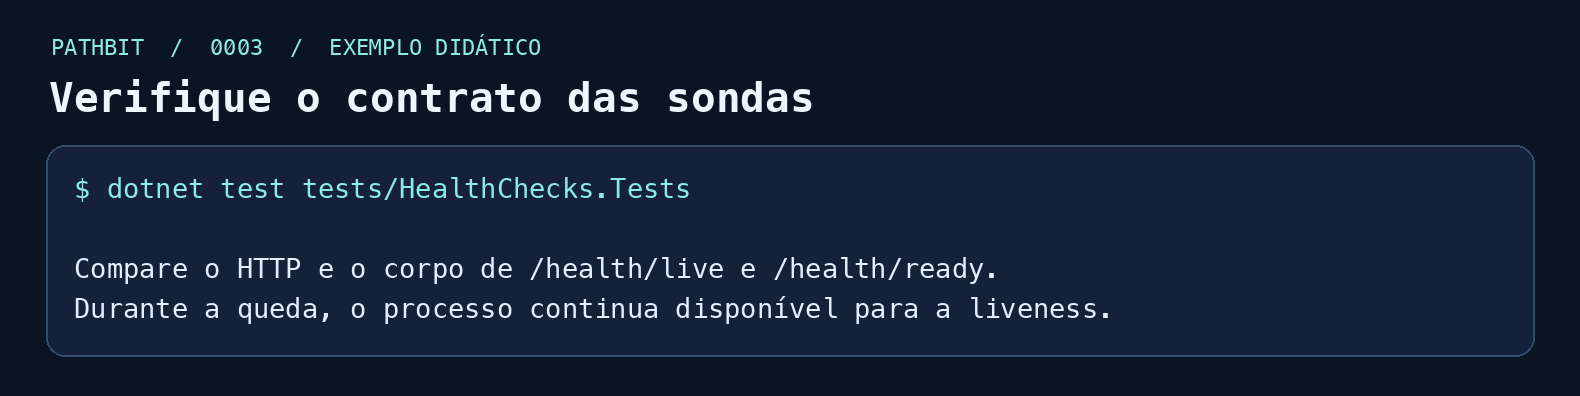 PATHBIT / 0003 / EXEMPLO DIDÁTICO
Verifique o contrato das sondas
$ dotnet test tests/HealthChecks.Tests
Compare o HTTP e o corpo de /health/live e /health/ready.
Durante a queda, o processo continua disponível para a liveness.